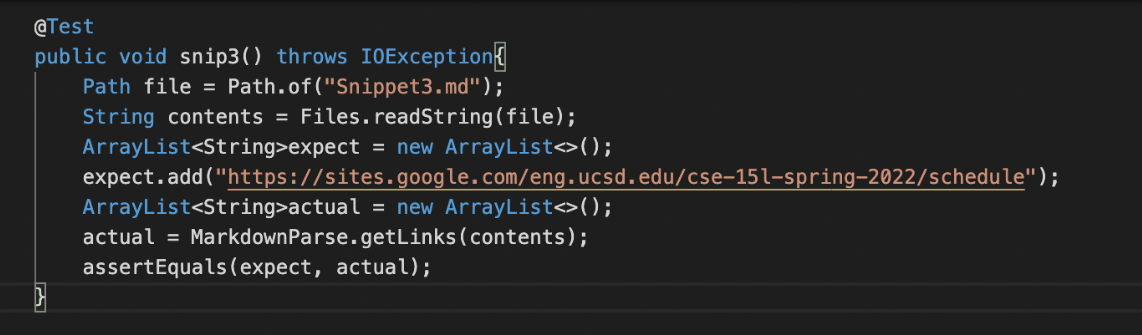 @Test
public void snip3() throws IOException{
    Path file = Path.of("Snippet3.md");
    String contents = Files.readString(file);
    ArrayList<String>expect = new ArrayList<>();
    expect.add("https://sites.google.com/eng.ucsd.edu/cse-15l-spring-2022/schedule");
    ArrayList<String>actual = new ArrayList<>();
    actual = MarkdownParse.getLinks(contents);
    assertEquals(expect, actual);
}